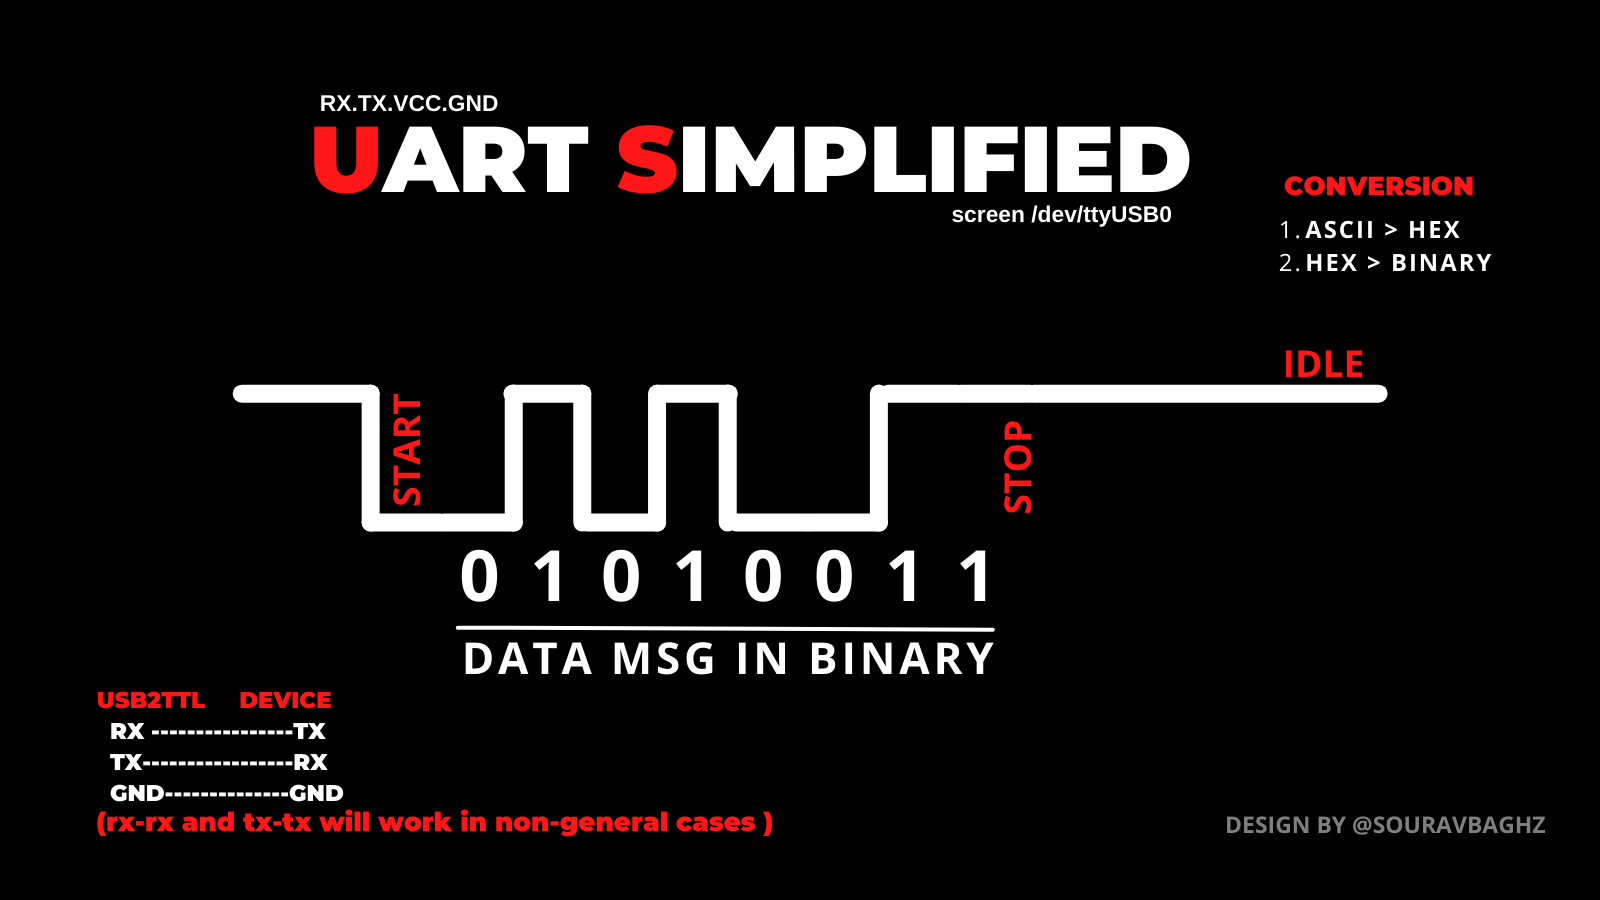 RX.TX.VCC.GND
UART SIMPLIFIED
screen /dev/ttyUSB0
CONVERSION
1. ASCII > HEX
2. HEX > BINARY
IDLE
START
STOP
0 1 0 1 0 0 1 1
DATA MSG IN BINARY
USB2TTL DEVICE
RX ----------------TX
TX-----------------RX
GND--------------GND
(rx-rx and tx-tx will work in non-general cases )
DESIGN BY @SOURAVBAGHZ